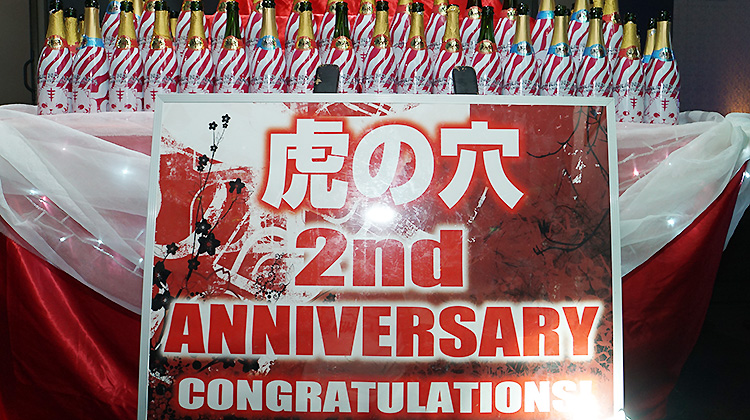 虎の穴
2nd
ANNIVERSARY
CONGRATULATIONS!